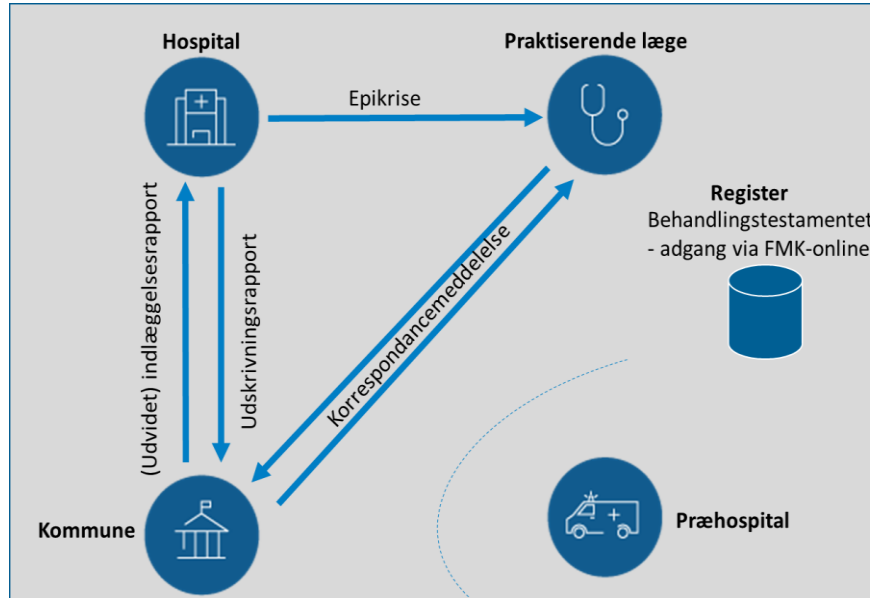 Hospital
Praktiserende læge
Epikrise
(Udvidet) indlæggelsesrapport
Udskrivningsrapport
Korrespondancemeddelelse
Register
Behandlingstestamentet
- adgang via FMK-online
Kommune
Præhospital